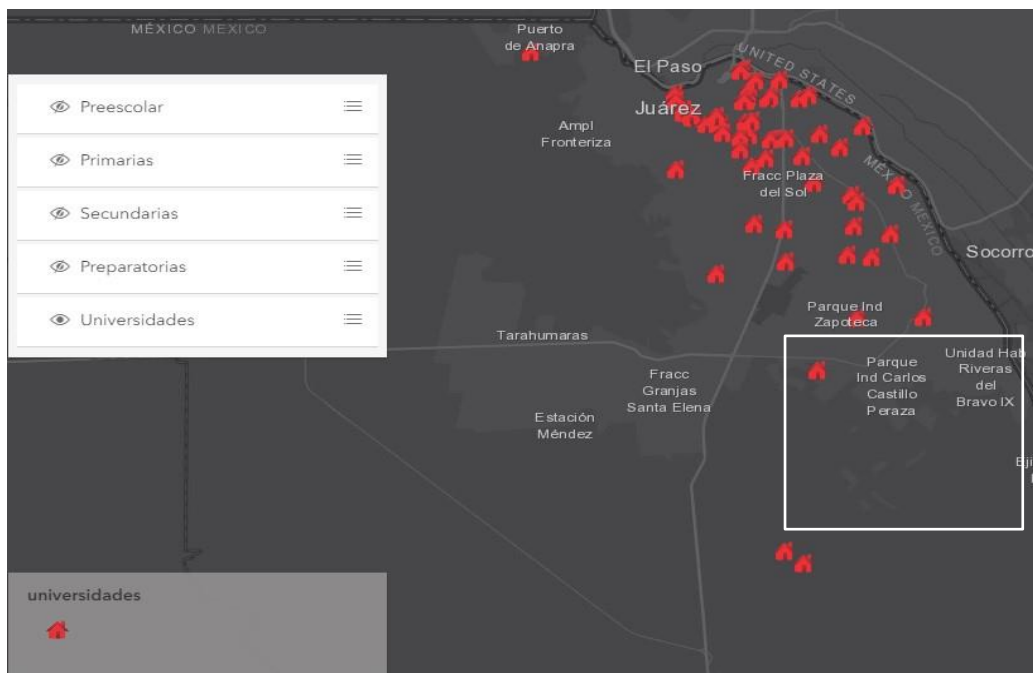 MÉXICO MEXICO
Puerto
de Anapra
El Paso
UNITED STATES
Juárez
Ampl
Fronteriza
MÉXICO MEXICO
Fracc Plaza
del Sol
Socorro
Preescolar
Primarias
Secundarias
Preparatorias
Universidades
Parque Ind
Zapoteca
Tarahumaras
Parque
Ind Carlos
Castillo
Peraza
Unidad Hab
Riveras
del
Bravo IX
Fracc
Granjas
Santa Elena
Estación
Méndez
Eji
universidades